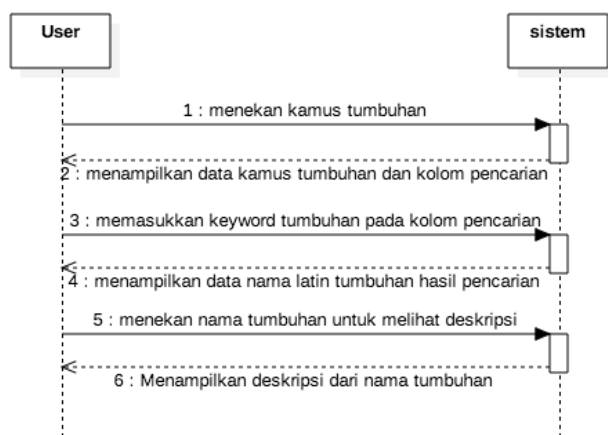 User
sistem
1 : menekan kamus tumbuhan
2 : menampilkan data kamus tumbuhan dan kolom pencarian
3 : memasukkan keyword tumbuhan pada kolom pencarian
4 : menampilkan data nama latin tumbuhan hasil pencarian
5 : menekan nama tumbuhan untuk melihat deskripsi
6 : Menampilkan deskripsi dari nama tumbuhan